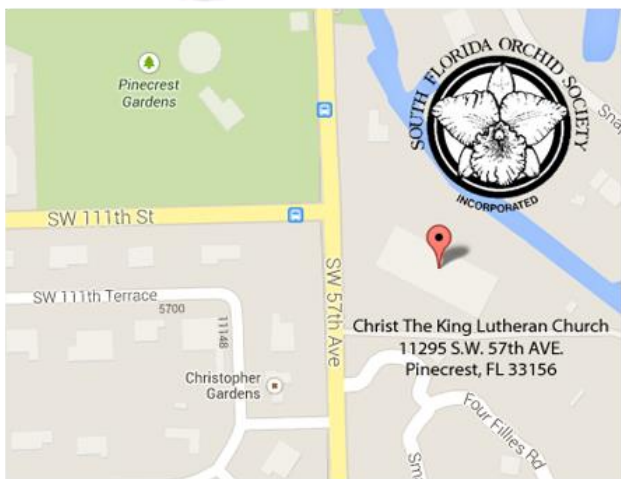 Pinecrest
Gardens
SOUTH FLORIDA ORCHID SOCIETY
INCORPORATED
SW 111th St
SW 57th Ave
SW 111th Terrace
5700
11148
Christ The King Lutheran Church
11295 S.W. 57th AVE.
Pinecrest, FL 33156
Christopher
Gardens
Four Fillies Rd